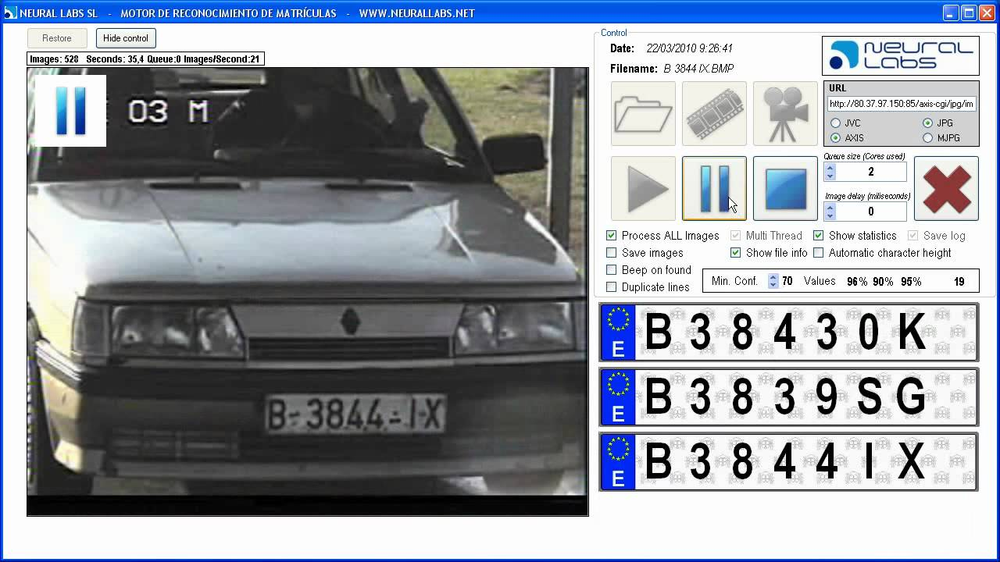 NEURAL LABS SL - MOTOR DE RECONOCIMIENTO DE MATRÍCULAS - WWW.NEURALLABS.NET
Restore Hide control
Images: 528 Seconds: 35,4 Queue:0 Images/Second:21
03 M
B-3844-IX
Control
Date: 22/03/2010 9:26:41
Filename: B 3844 IX.BMP
NEURAL LABS
URL
http://80.37.97.150:85/axis-cgi/jpg/im
JVC JPG
AXIS MJPG
Queue size (Cores used)
2
Image delay (miliseconds)
0
Process ALL Images Multi Thread Show statistics Save log
Save images Show file info Automatic character height
Beep on found
Duplicate lines
Min. Conf. 70 Values 96% 90% 95% 19
E B 3 8 4 3 0 K
E B 3 8 3 9 S G
E B 3 8 4 4 I X